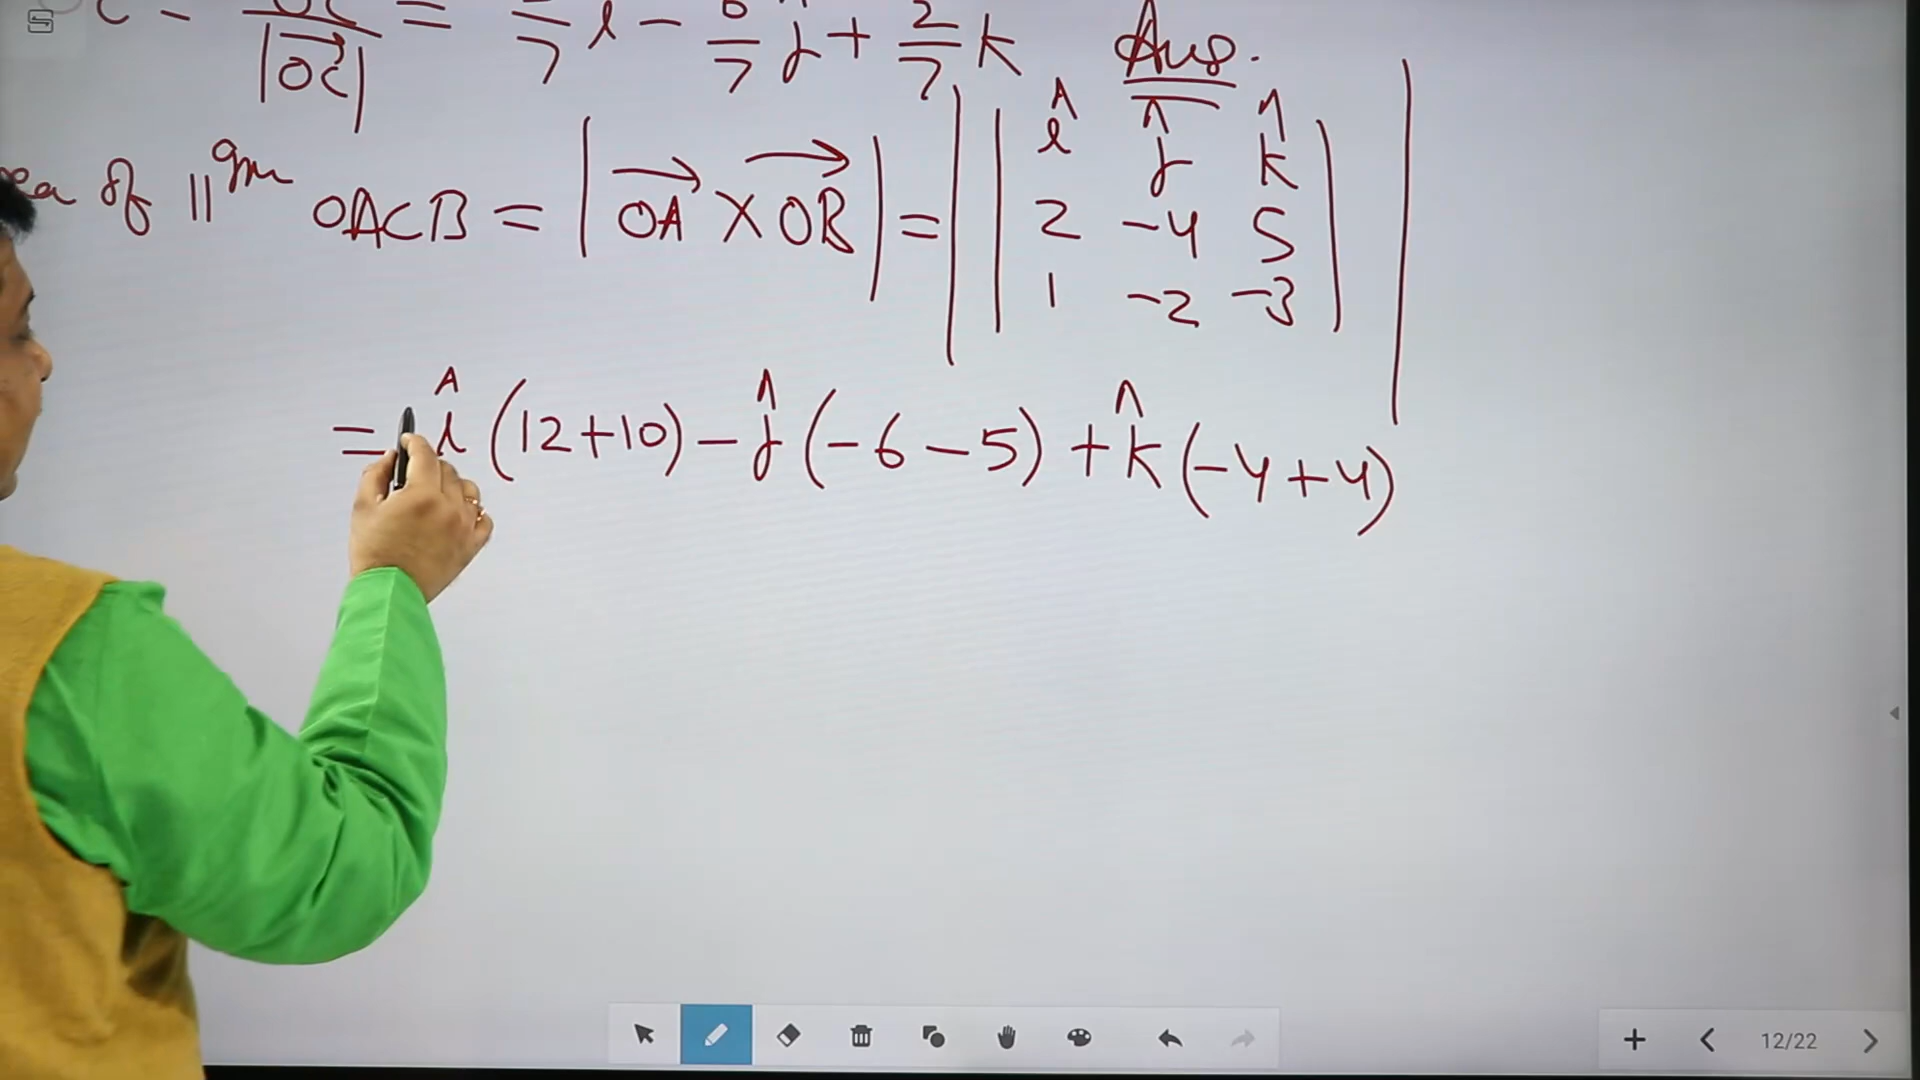 |OC| = /7 i - 6/7 j + 2/7 k Ans.
of ||gm OACB = |OA × OB| = | | î ĵ k̂ | |
2 -4 5
1 -2 -3
= î (12+10) - ĵ (-6-5) + k̂ (-4+4)
12/22